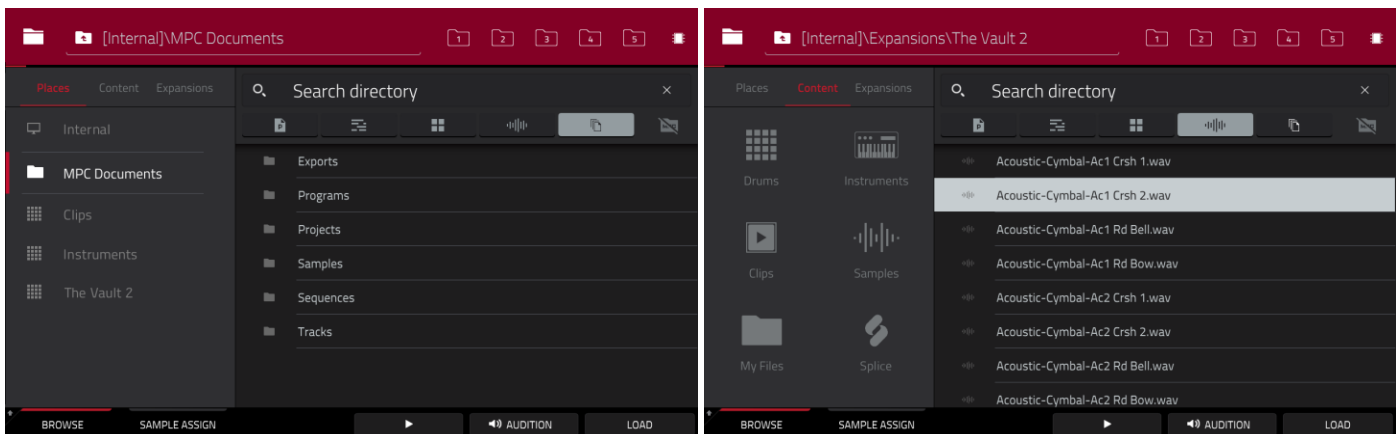 [Internal]\MPC Documents
1 2 3 4 5
Places Content Expansions
Search directory
Internal
MPC Documents
Clips
Instruments
The Vault 2
Exports
Programs
Projects
Samples
Sequences
Tracks
BROWSE SAMPLE ASSIGN AUDITION LOAD
[Internal]\Expansions\The Vault 2
1 2 3 4 5
Places Content Expansions
Search directory
Drums Instruments
Clips Samples
My Files Splice
Acoustic-Cymbal-Ac1 Crsh 1.wav
Acoustic-Cymbal-Ac1 Crsh 2.wav
Acoustic-Cymbal-Ac1 Rd Bell.wav
Acoustic-Cymbal-Ac1 Rd Bow.wav
Acoustic-Cymbal-Ac2 Crsh 1.wav
Acoustic-Cymbal-Ac2 Crsh 2.wav
Acoustic-Cymbal-Ac2 Rd Bell.wav
Acoustic-Cymbal-Ac2 Rd Bow.wav
BROWSE SAMPLE ASSIGN AUDITION LOAD